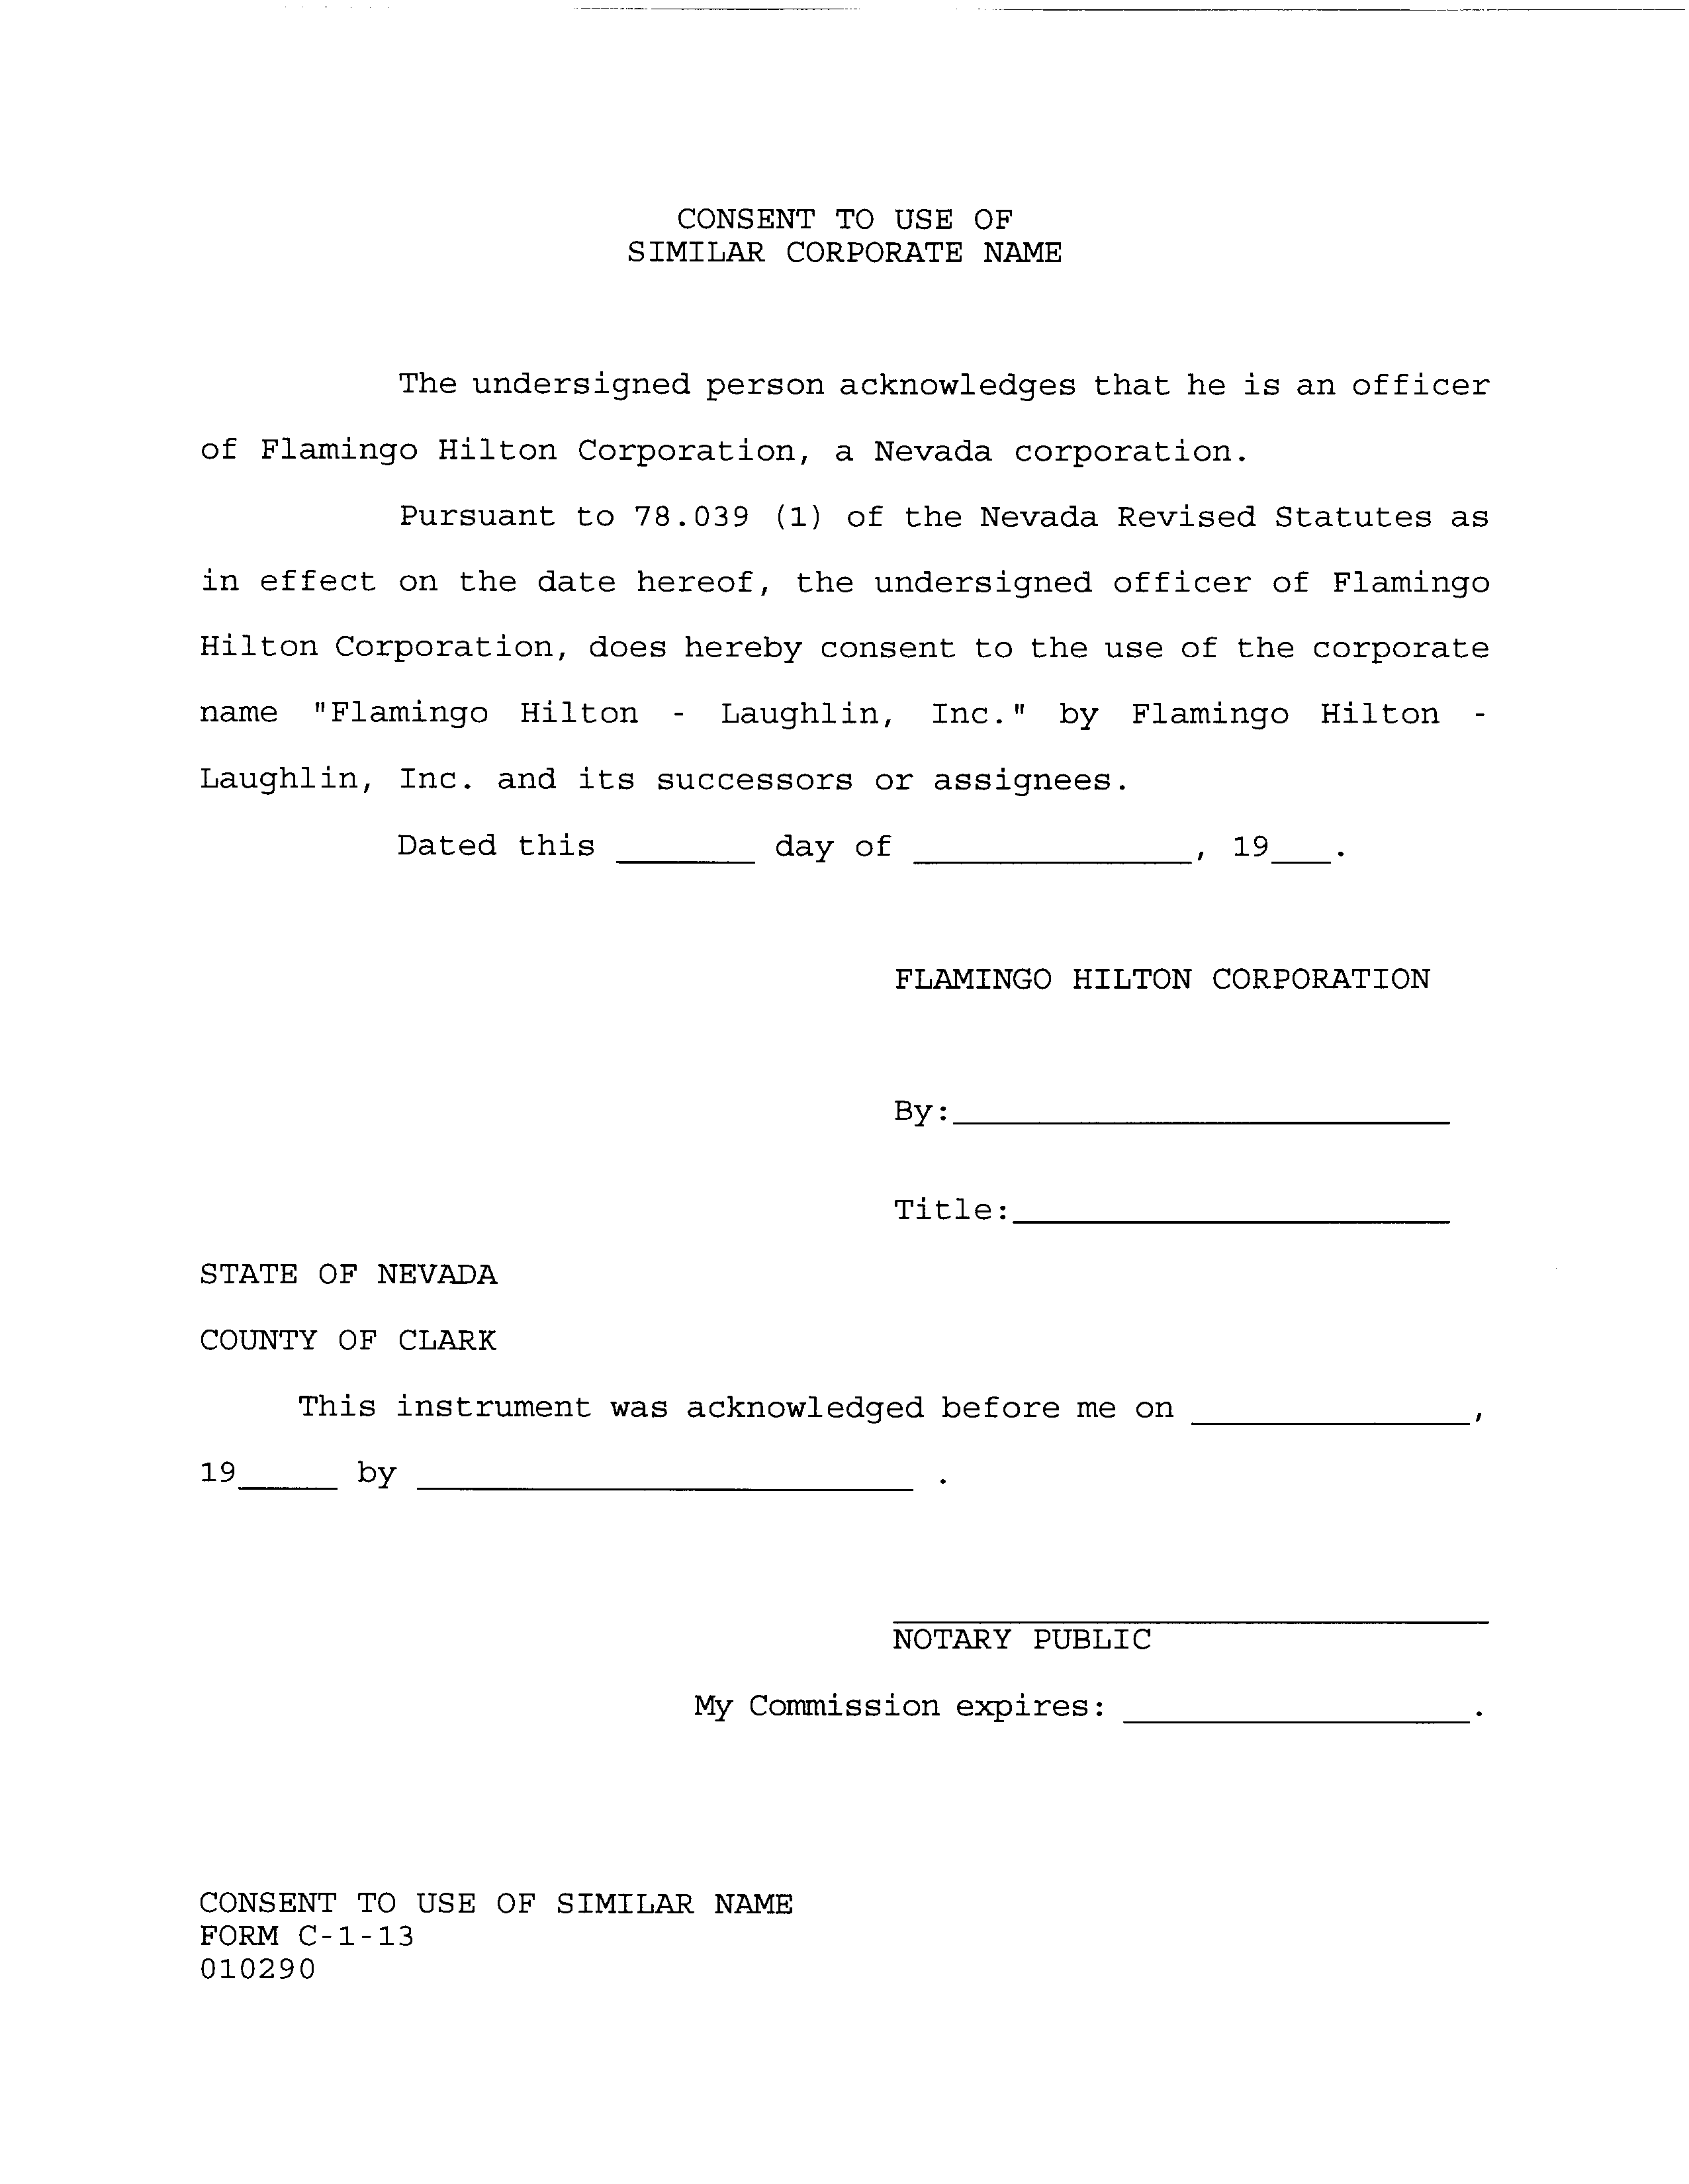 CONSENT TO USE OF
SIMILAR CORPORATE NAME
The undersigned person acknowledges that he is an officer
of Flamingo Hilton Corporation, a Nevada corporation.
Pursuant to 78.039 (1) of the Nevada Revised Statutes as
in effect on the date hereof, the undersigned officer of Flamingo
Hilton Corporation, does hereby consent to the use of the corporate
name "Flamingo Hilton - Laughlin, Inc." by Flamingo Hilton -
Laughlin, Inc. and its successors or assignees.
Dated this _______ day of ______________, 19___.
FLAMINGO HILTON CORPORATION
By:_________________________
Title:______________________
STATE OF NEVADA
COUNTY OF CLARK
This instrument was acknowledged before me on ______________,
19_____ by _________________________ .
NOTARY PUBLIC
My Commission expires: _________________.
CONSENT TO USE OF SIMILAR NAME
FORM C-1-13
010290